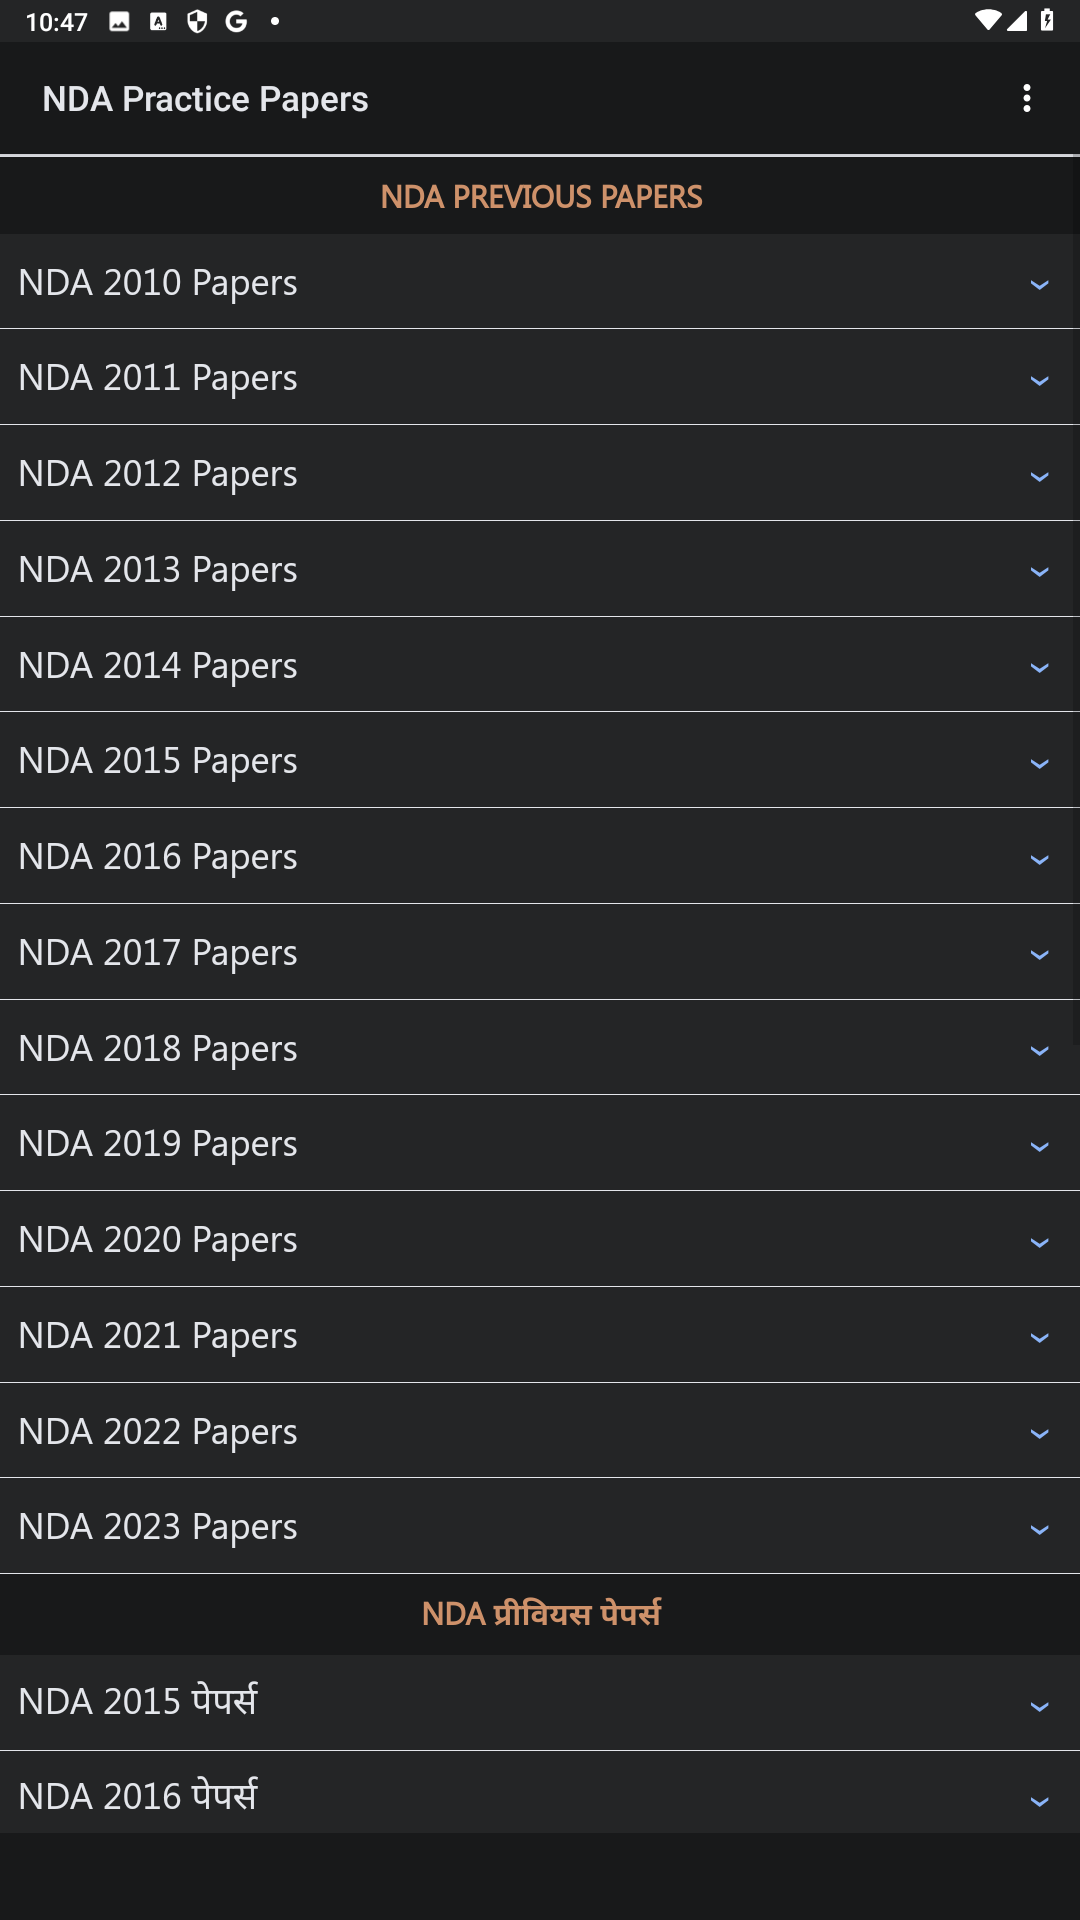 10:47
NDA Practice Papers
NDA PREVIOUS PAPERS
NDA 2010 Papers
NDA 2011 Papers
NDA 2012 Papers
NDA 2013 Papers
NDA 2014 Papers
NDA 2015 Papers
NDA 2016 Papers
NDA 2017 Papers
NDA 2018 Papers
NDA 2019 Papers
NDA 2020 Papers
NDA 2021 Papers
NDA 2022 Papers
NDA 2023 Papers
NDA प्रीवियस पेपर्स
NDA 2015 पेपर्स
NDA 2016 पेपर्स